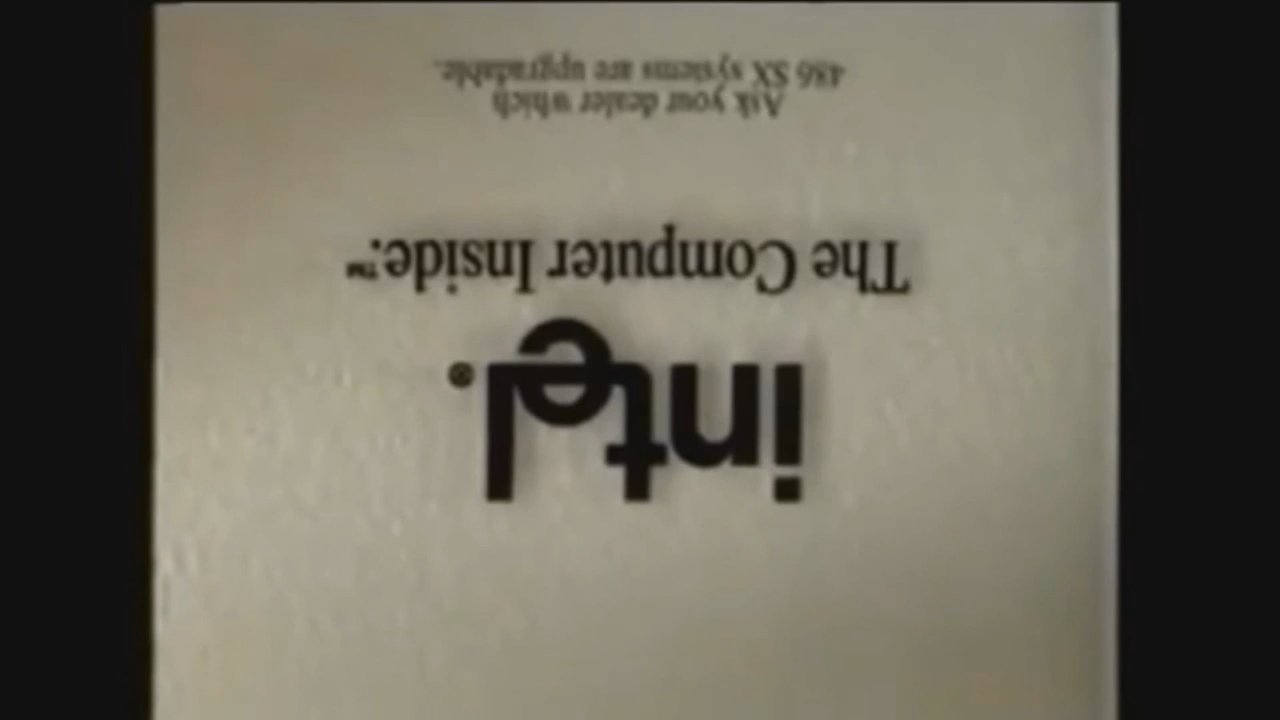 intel®
The Computer Inside.™
Ask your dealer which
486 SX systems are upgradable.